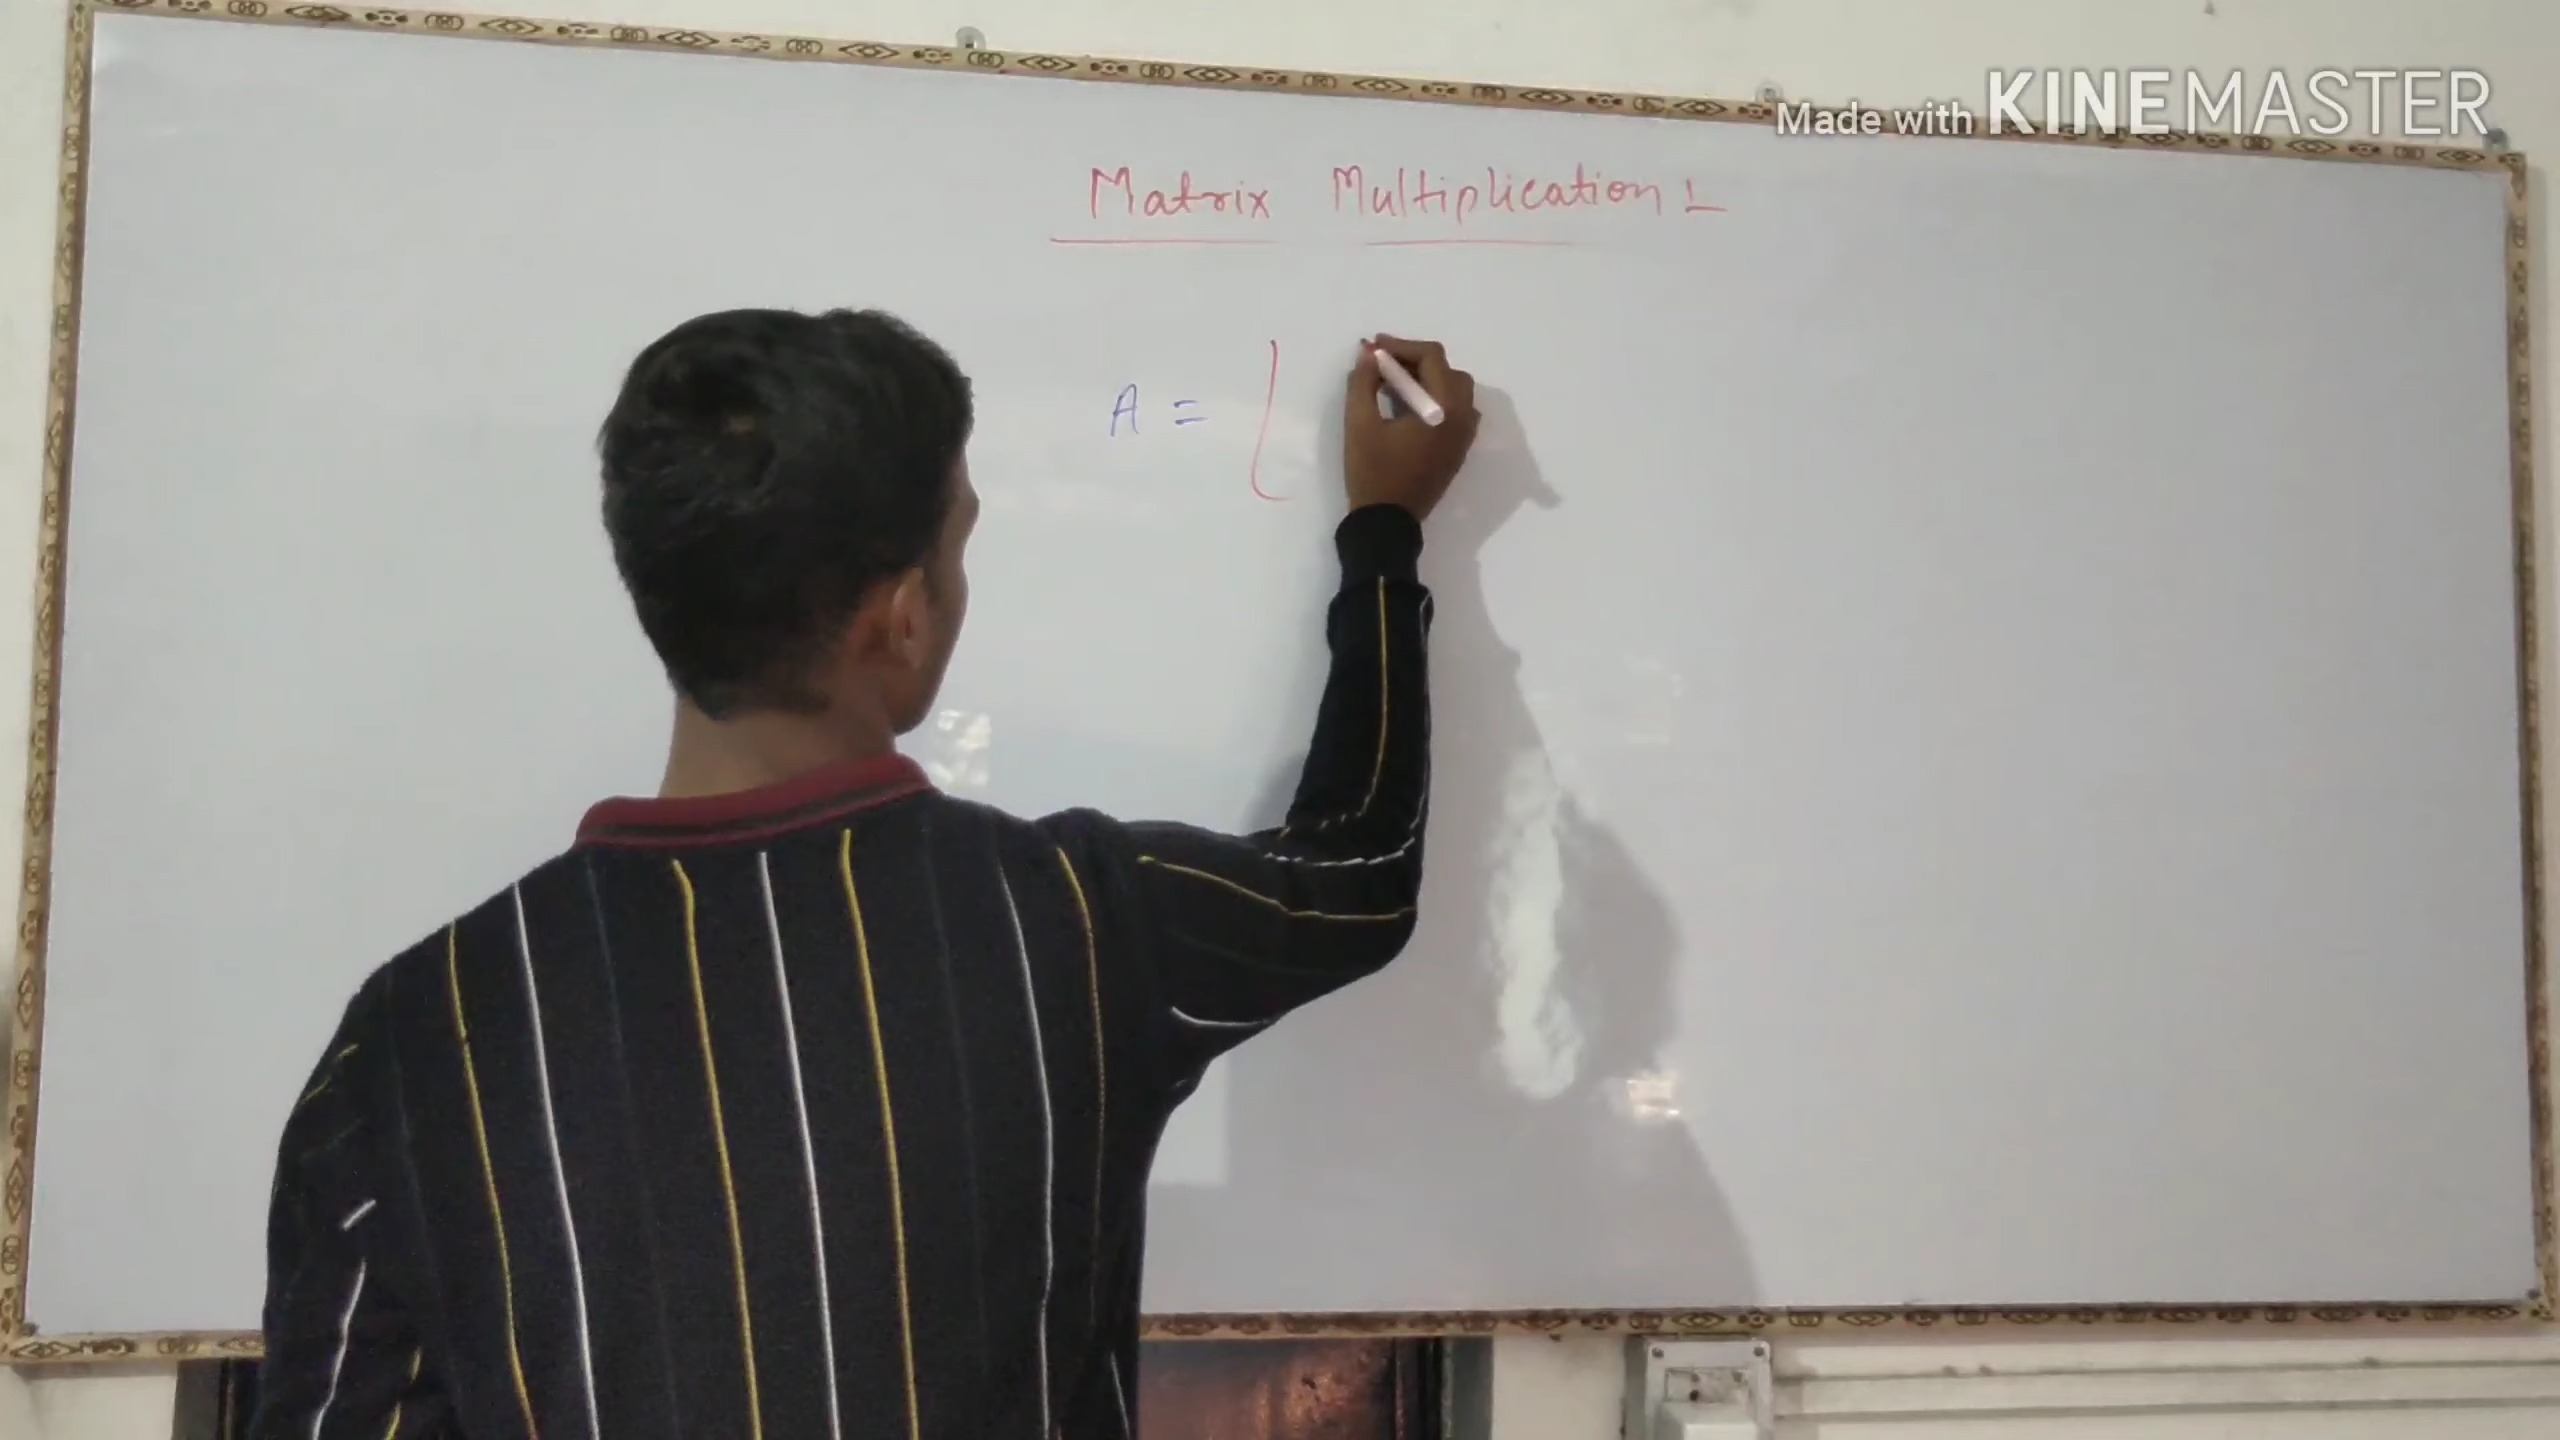 Made with KINEMASTER
Matrix Multiplication :-
A = [